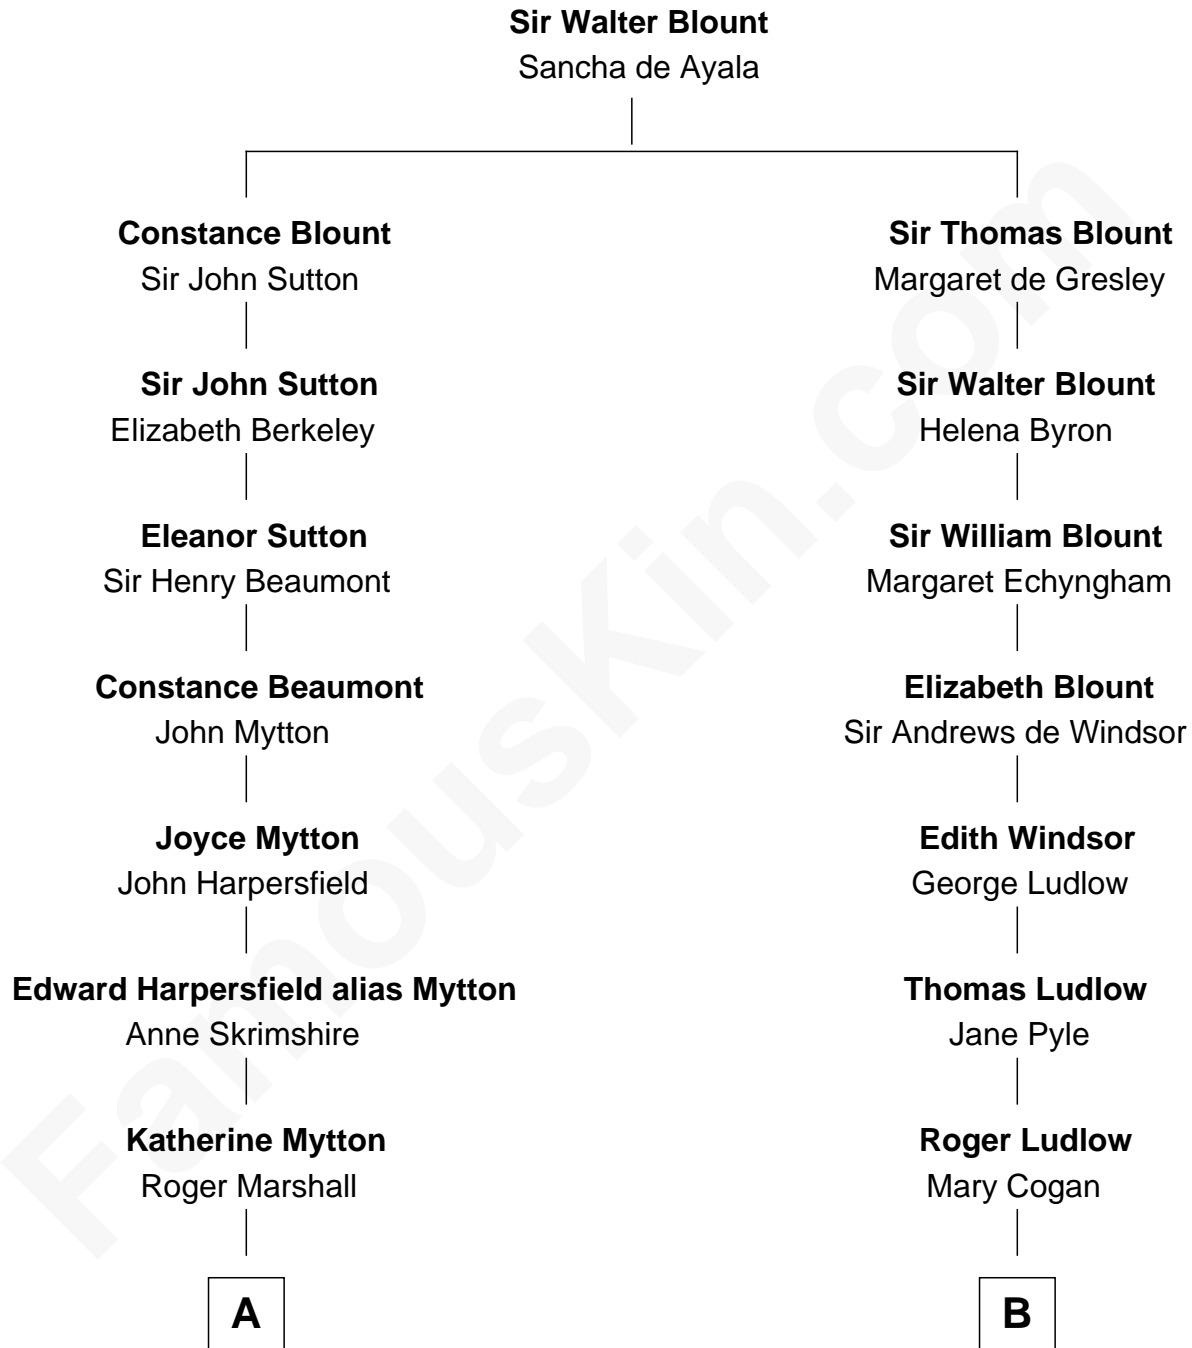 Sir Walter Blount
Sancha de Ayala
Constance Blount
Sir John Sutton
Sir Thomas Blount
Margaret de Gresley
Sir John Sutton
Elizabeth Berkeley
Sir Walter Blount
Helena Byron
Eleanor Sutton
Sir Henry Beaumont
Sir William Blount
Margaret Echyngham
Constance Beaumont
John Mytton
Elizabeth Blount
Sir Andrews de Windsor
Joyce Mytton
John Harpersfield
Edith Windsor
George Ludlow
Edward Harpersfield alias Mytton
Anne Skrimshire
Thomas Ludlow
Jane Pyle
Katherine Mytton
Roger Marshall
Roger Ludlow
Mary Cogan
A
B
FamousKin.com